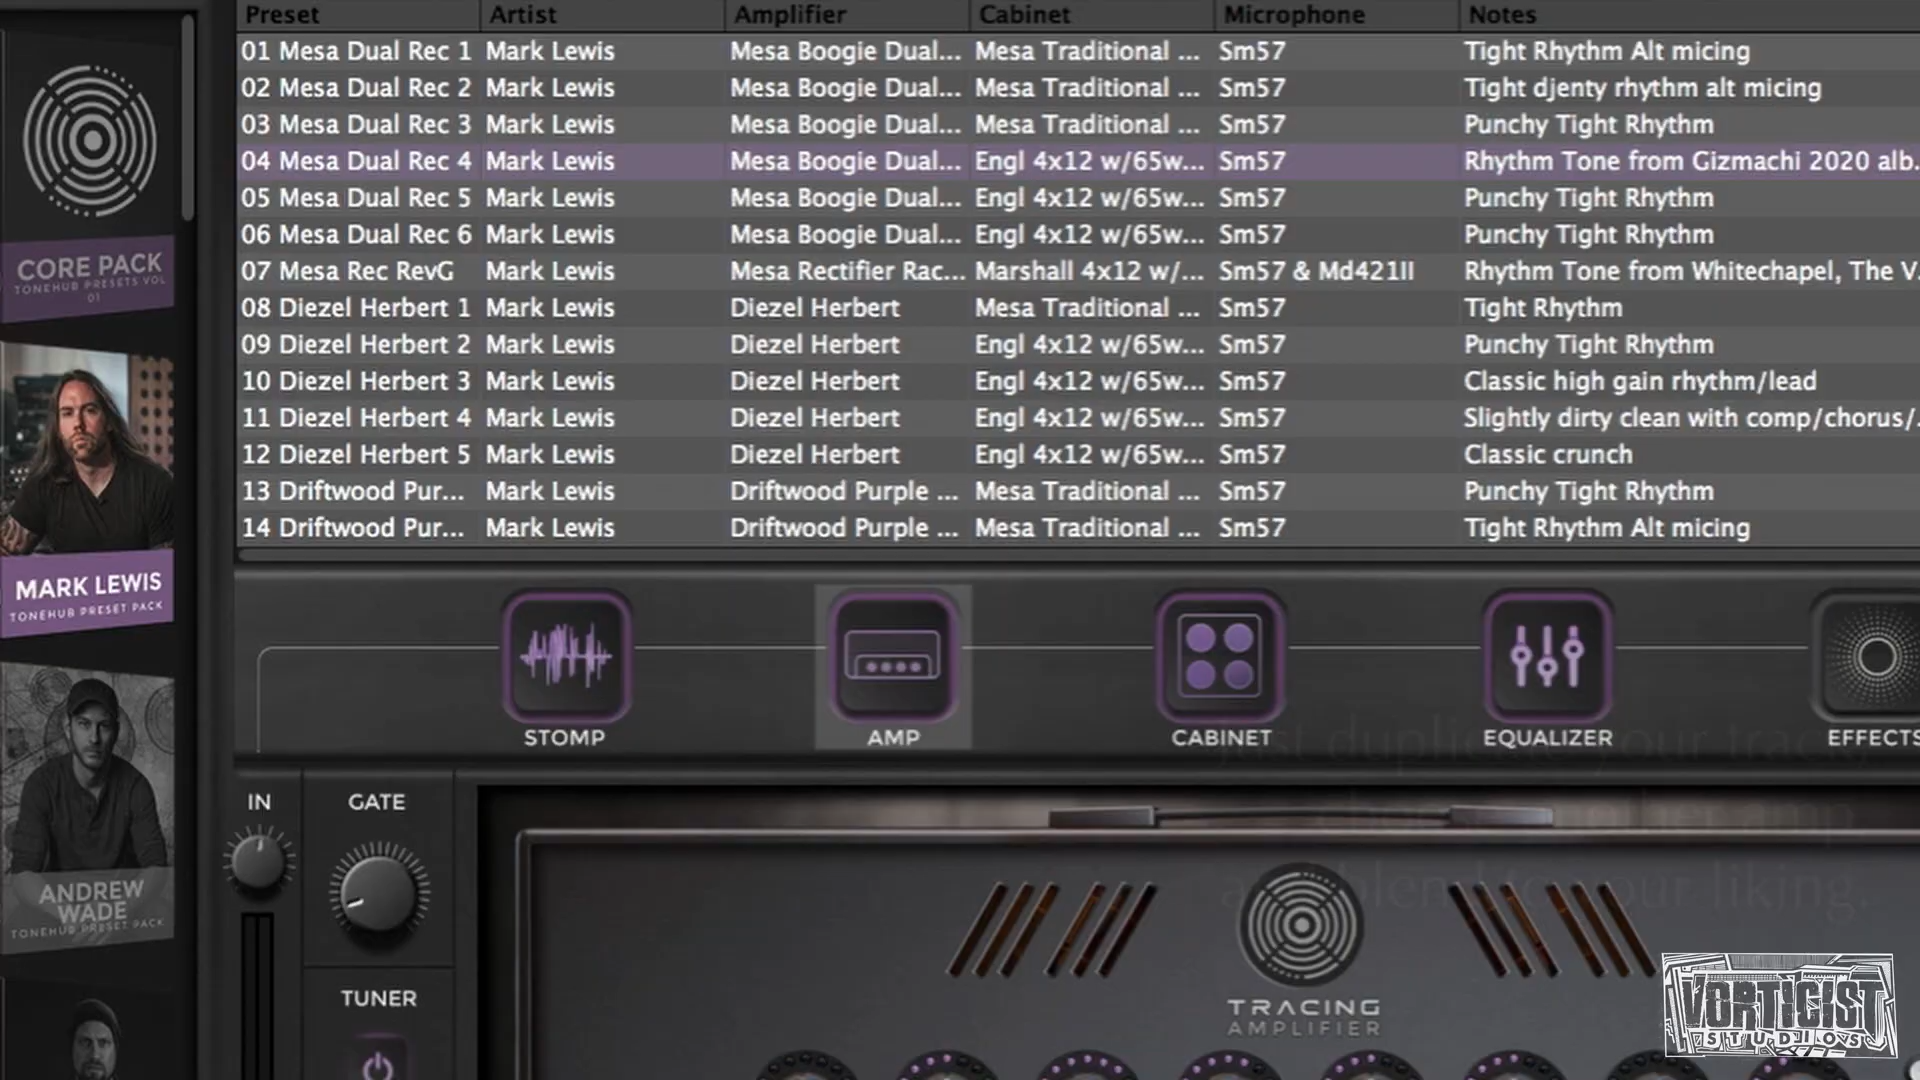 Preset Artist Amplifier Cabinet Microphone Notes
01 Mesa Dual Rec 1 Mark Lewis Mesa Boogie Dual... Mesa Traditional ... Sm57 Tight Rhythm Alt micing
02 Mesa Dual Rec 2 Mark Lewis Mesa Boogie Dual... Mesa Traditional ... Sm57 Tight djenty rhythm alt micing
03 Mesa Dual Rec 3 Mark Lewis Mesa Boogie Dual... Mesa Traditional ... Sm57 Punchy Tight Rhythm
04 Mesa Dual Rec 4 Mark Lewis Mesa Boogie Dual... Engl 4x12 w/65w... Sm57 Rhythm Tone from Gizmachi 2020 alb.
05 Mesa Dual Rec 5 Mark Lewis Mesa Boogie Dual... Engl 4x12 w/65w... Sm57 Punchy Tight Rhythm
06 Mesa Dual Rec 6 Mark Lewis Mesa Boogie Dual... Engl 4x12 w/65w... Sm57 Punchy Tight Rhythm
07 Mesa Rec RevG Mark Lewis Mesa Rectifier Rac... Marshall 4x12 w/... Sm57 & Md421II Rhythm Tone from Whitechapel, The V
08 Diezel Herbert 1 Mark Lewis Diezel Herbert Mesa Traditional ... Sm57 Tight Rhythm
09 Diezel Herbert 2 Mark Lewis Diezel Herbert Engl 4x12 w/65w... Sm57 Punchy Tight Rhythm
10 Diezel Herbert 3 Mark Lewis Diezel Herbert Engl 4x12 w/65w... Sm57 Classic high gain rhythm/lead
11 Diezel Herbert 4 Mark Lewis Diezel Herbert Engl 4x12 w/65w... Sm57 Slightly dirty clean with comp/chorus/.
12 Diezel Herbert 5 Mark Lewis Diezel Herbert Engl 4x12 w/65w... Sm57 Classic crunch
13 Driftwood Pur... Mark Lewis Driftwood Purple ... Mesa Traditional ... Sm57 Punchy Tight Rhythm
14 Driftwood Pur... Mark Lewis Driftwood Purple ... Mesa Traditional ... Sm57 Tight Rhythm Alt micing
CORE PACK
TONEHUB PRESETS VOL
01
MARK LEWIS
TONEHUB PRESET PACK
ANDREW
WADE
TONEHUB PRESET PACK
STOMP AMP CABINET EQUALIZER EFFECTS
IN GATE
TUNER
duplicate your track,
another amp
blend to your liking.
TRACING
AMPLIFIER
VORTICIST
STUDIOS